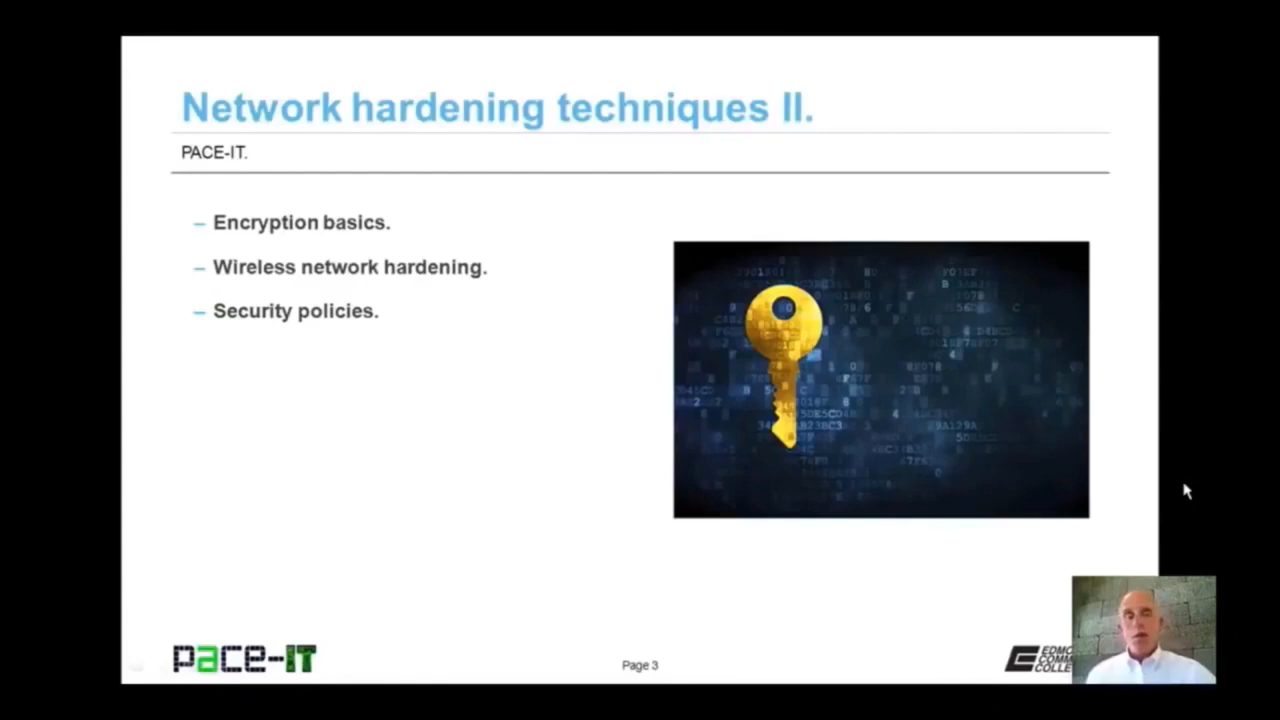 Network hardening techniques II.
PACE-IT.
– Encryption basics.
– Wireless network hardening.
– Security policies.
pace-IT
Page 3